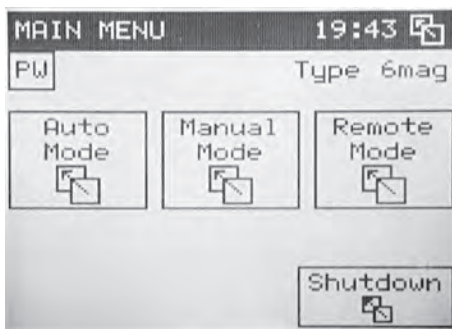 MAIN MENU 19:43
PW Type 6mag
Auto Mode
Manual Mode
Remote Mode
Shutdown